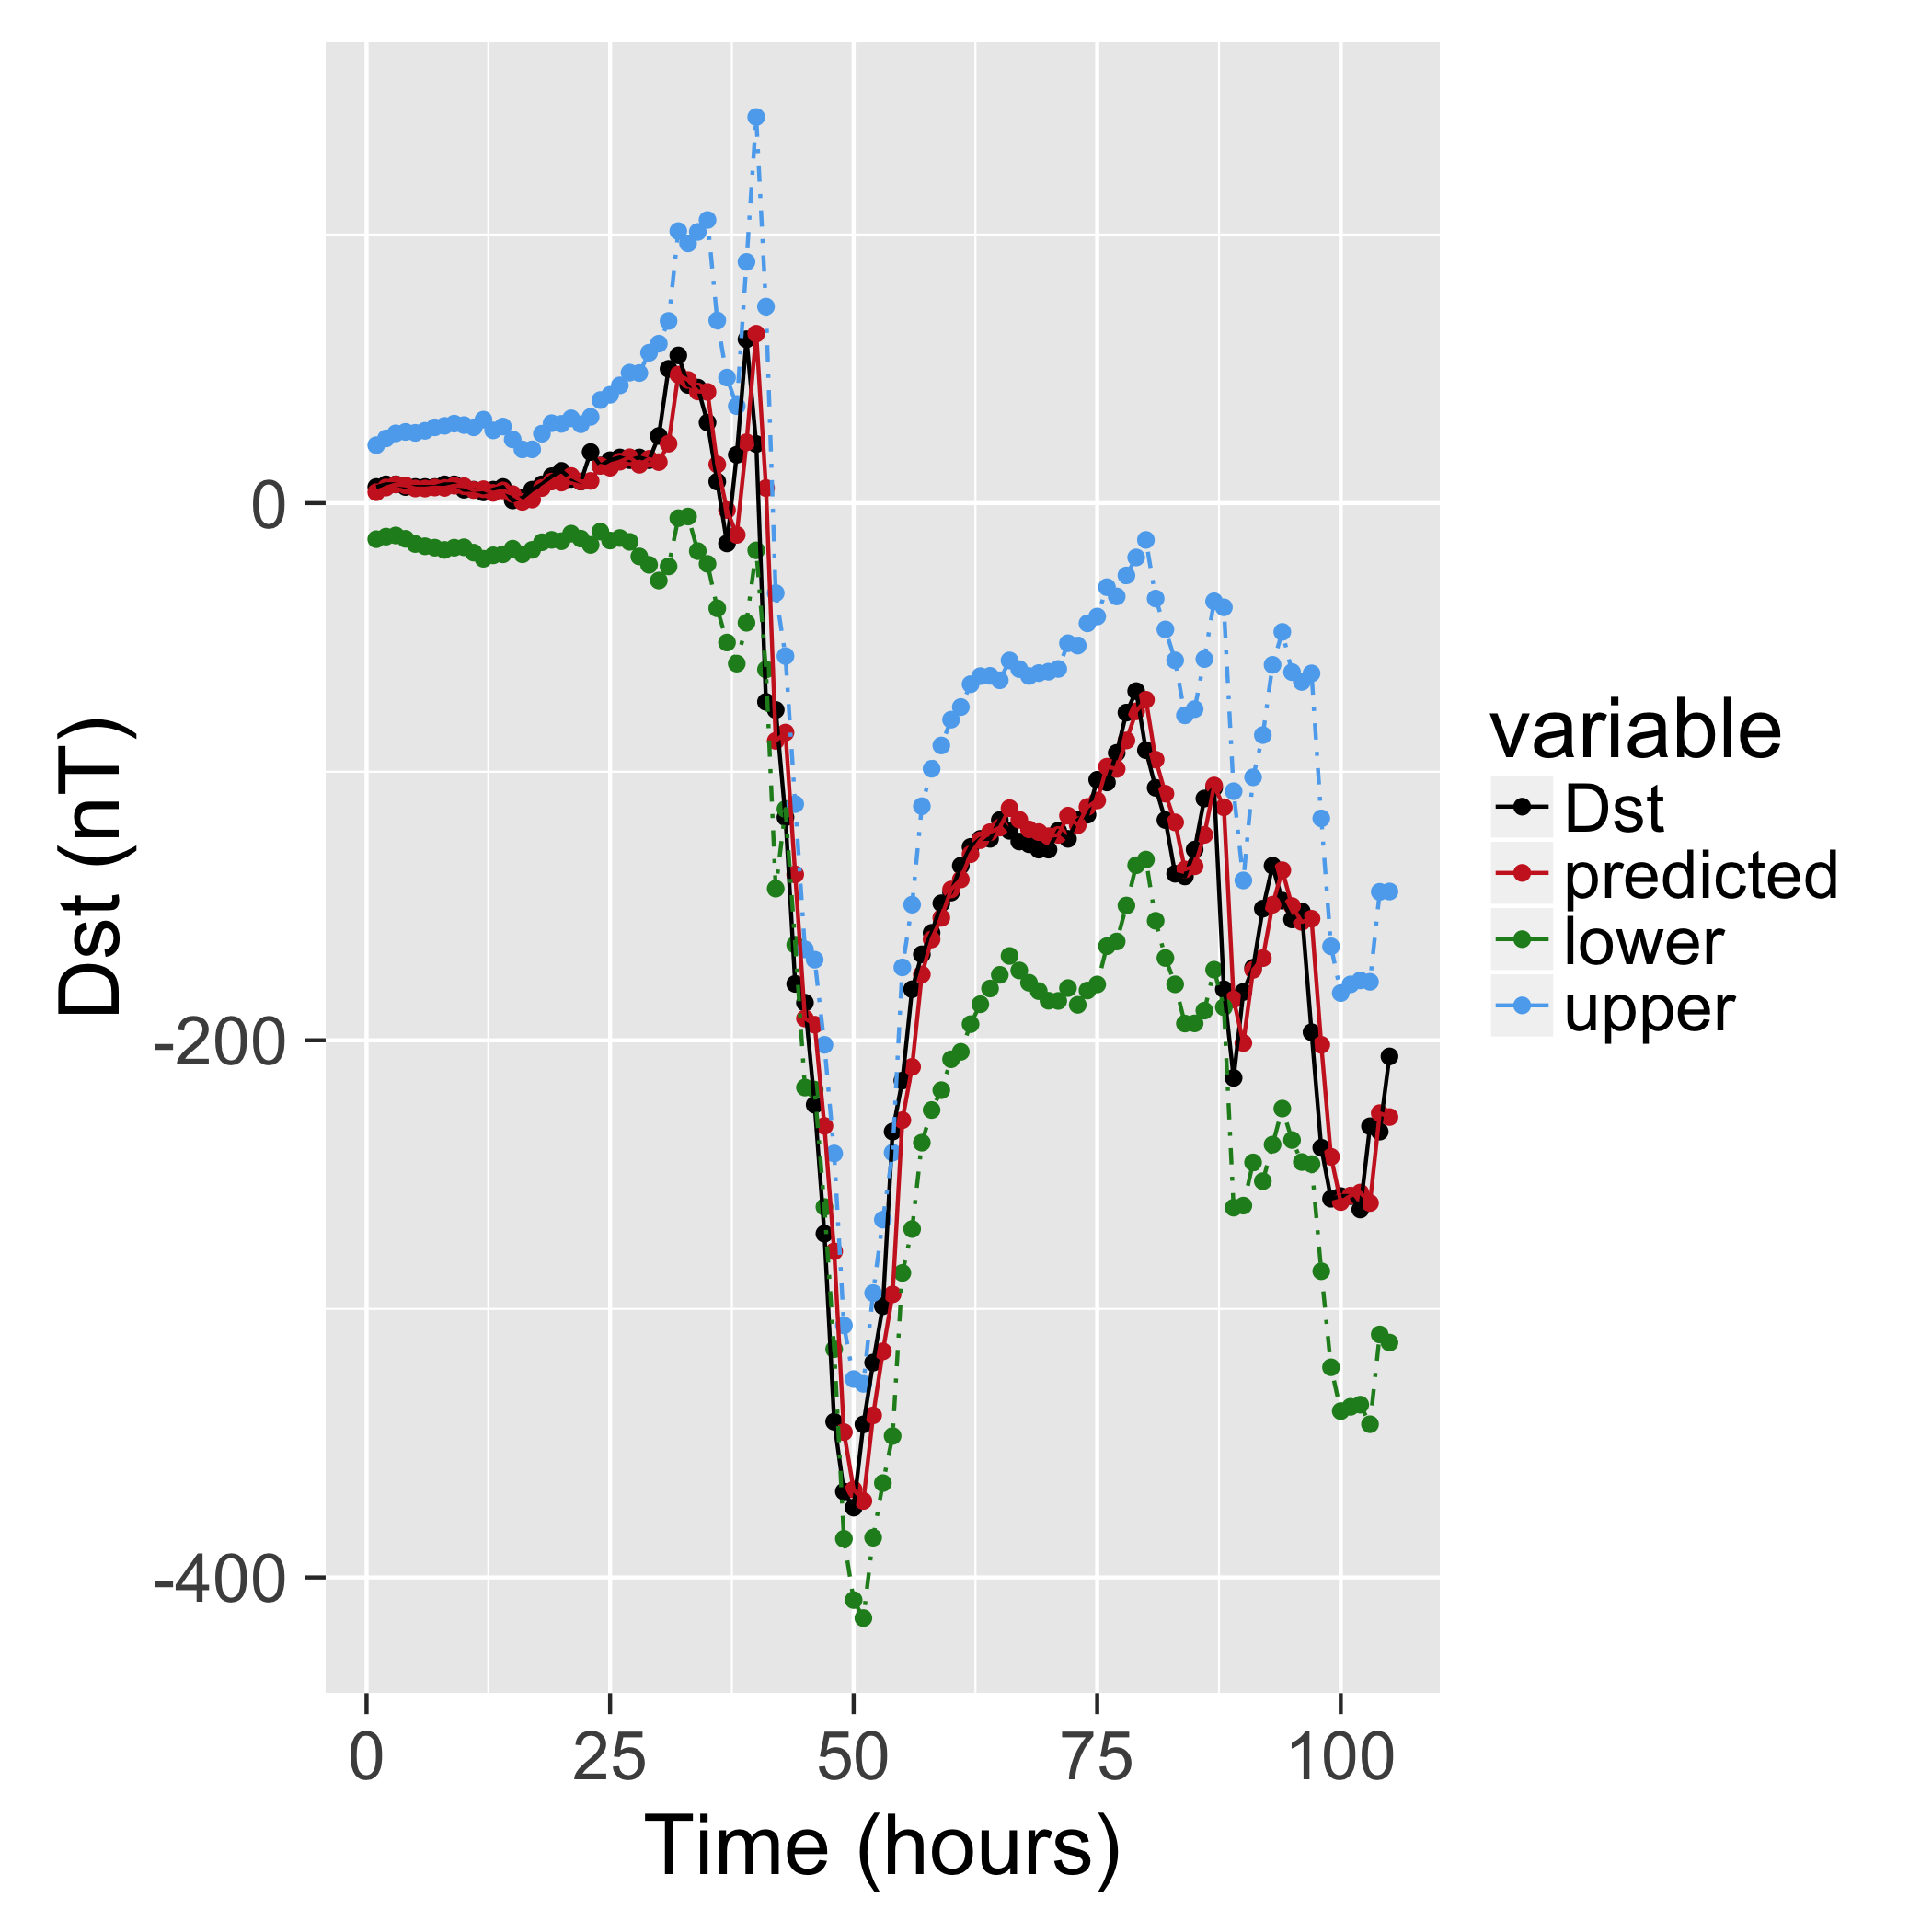 Dst (nT)
0
-200
-400
0 25 50 75 100
Time (hours)
variable
Dst
predicted
lower
upper